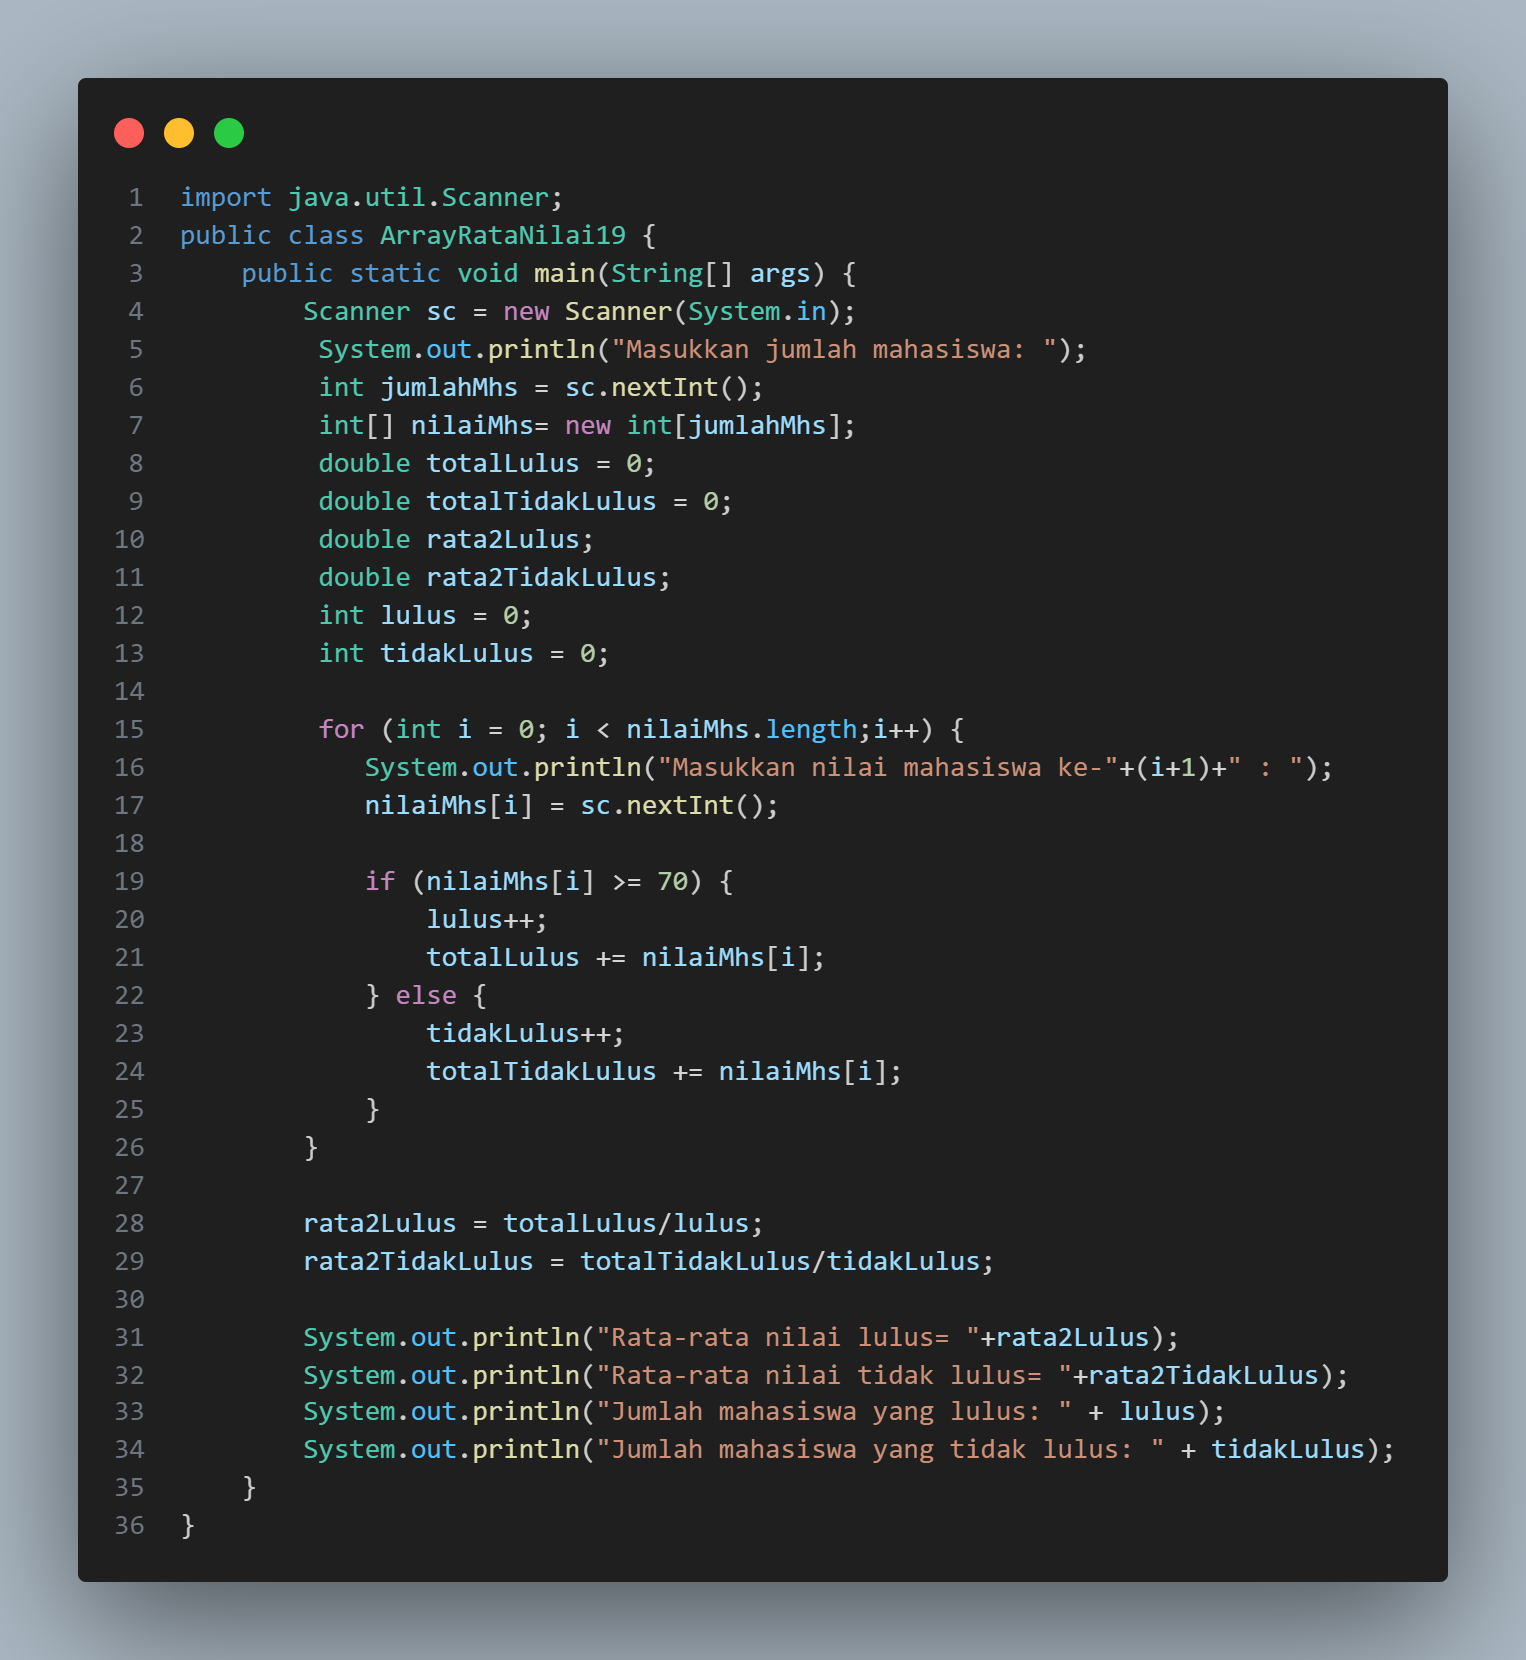 1 import java.util.Scanner;
2 public class ArrayRataNilai19 {
3     public static void main(String[] args) {
4         Scanner sc = new Scanner(System.in);
5          System.out.println("Masukkan jumlah mahasiswa: ");
6          int jumlahMhs = sc.nextInt();
7          int[] nilaiMhs= new int[jumlahMhs];
8          double totalLulus = 0;
9          double totalTidakLulus = 0;
10          double rata2Lulus;
11          double rata2TidakLulus;
12          int lulus = 0;
13          int tidakLulus = 0;
14
15          for (int i = 0; i < nilaiMhs.length;i++) {
16             System.out.println("Masukkan nilai mahasiswa ke-"+(i+1)+" : ");
17             nilaiMhs[i] = sc.nextInt();
18
19             if (nilaiMhs[i] >= 70) {
20                 lulus++;
21                 totalLulus += nilaiMhs[i];
22             } else {
23                 tidakLulus++;
24                 totalTidakLulus += nilaiMhs[i];
25             }
26         }
27
28         rata2Lulus = totalLulus/lulus;
29         rata2TidakLulus = totalTidakLulus/tidakLulus;
30
31         System.out.println("Rata-rata nilai lulus= "+rata2Lulus);
32         System.out.println("Rata-rata nilai tidak lulus= "+rata2TidakLulus);
33         System.out.println("Jumlah mahasiswa yang lulus: " + lulus);
34         System.out.println("Jumlah mahasiswa yang tidak lulus: " + tidakLulus);
35     }
36 }